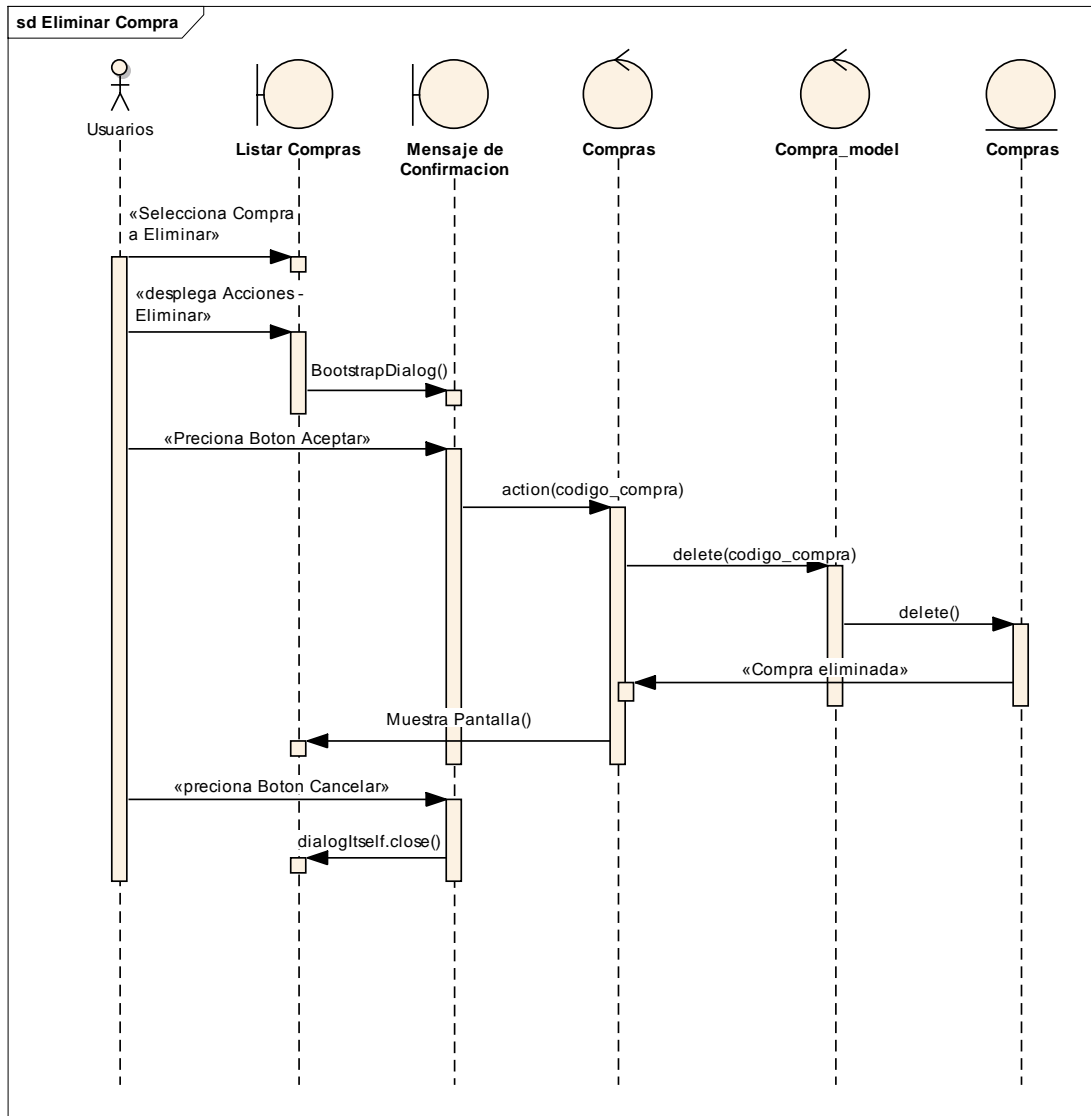 sd Eliminar Compra
Usuarios
Listar Compras
Mensaje de
Confirmacion
Compras
Compra_model
Compras
«Selecciona Compra
a Eliminar»
«desplega Acciones -
Eliminar»
BootstrapDialog()
«Preciona Boton Aceptar»
action(codigo_compra)
delete(codigo_compra)
delete()
«Compra eliminada»
Muestra Pantalla()
«preciona Boton Cancelar»
dialogItself.close()